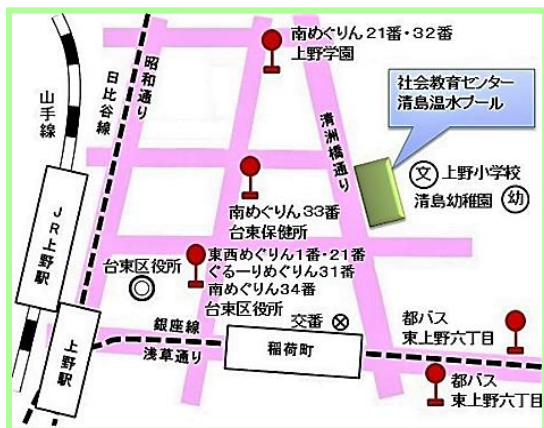 南めぐりん21番・32番
上野学園
社会教育センター
清島温水プール
昭和通り
日比谷線
山手線
清洲橋通り
文
上野小学校
清島幼稚園
幼
南めぐりん33番
台東保健所
JR上野駅
台東区役所
東西めぐりん1番・21番
ぐるーりめぐりん31番
南めぐりん34番
台東区役所
銀座線
浅草通り
交番
稲荷町
上野駅
都バス
東上野六丁目
都バス
東上野六丁目